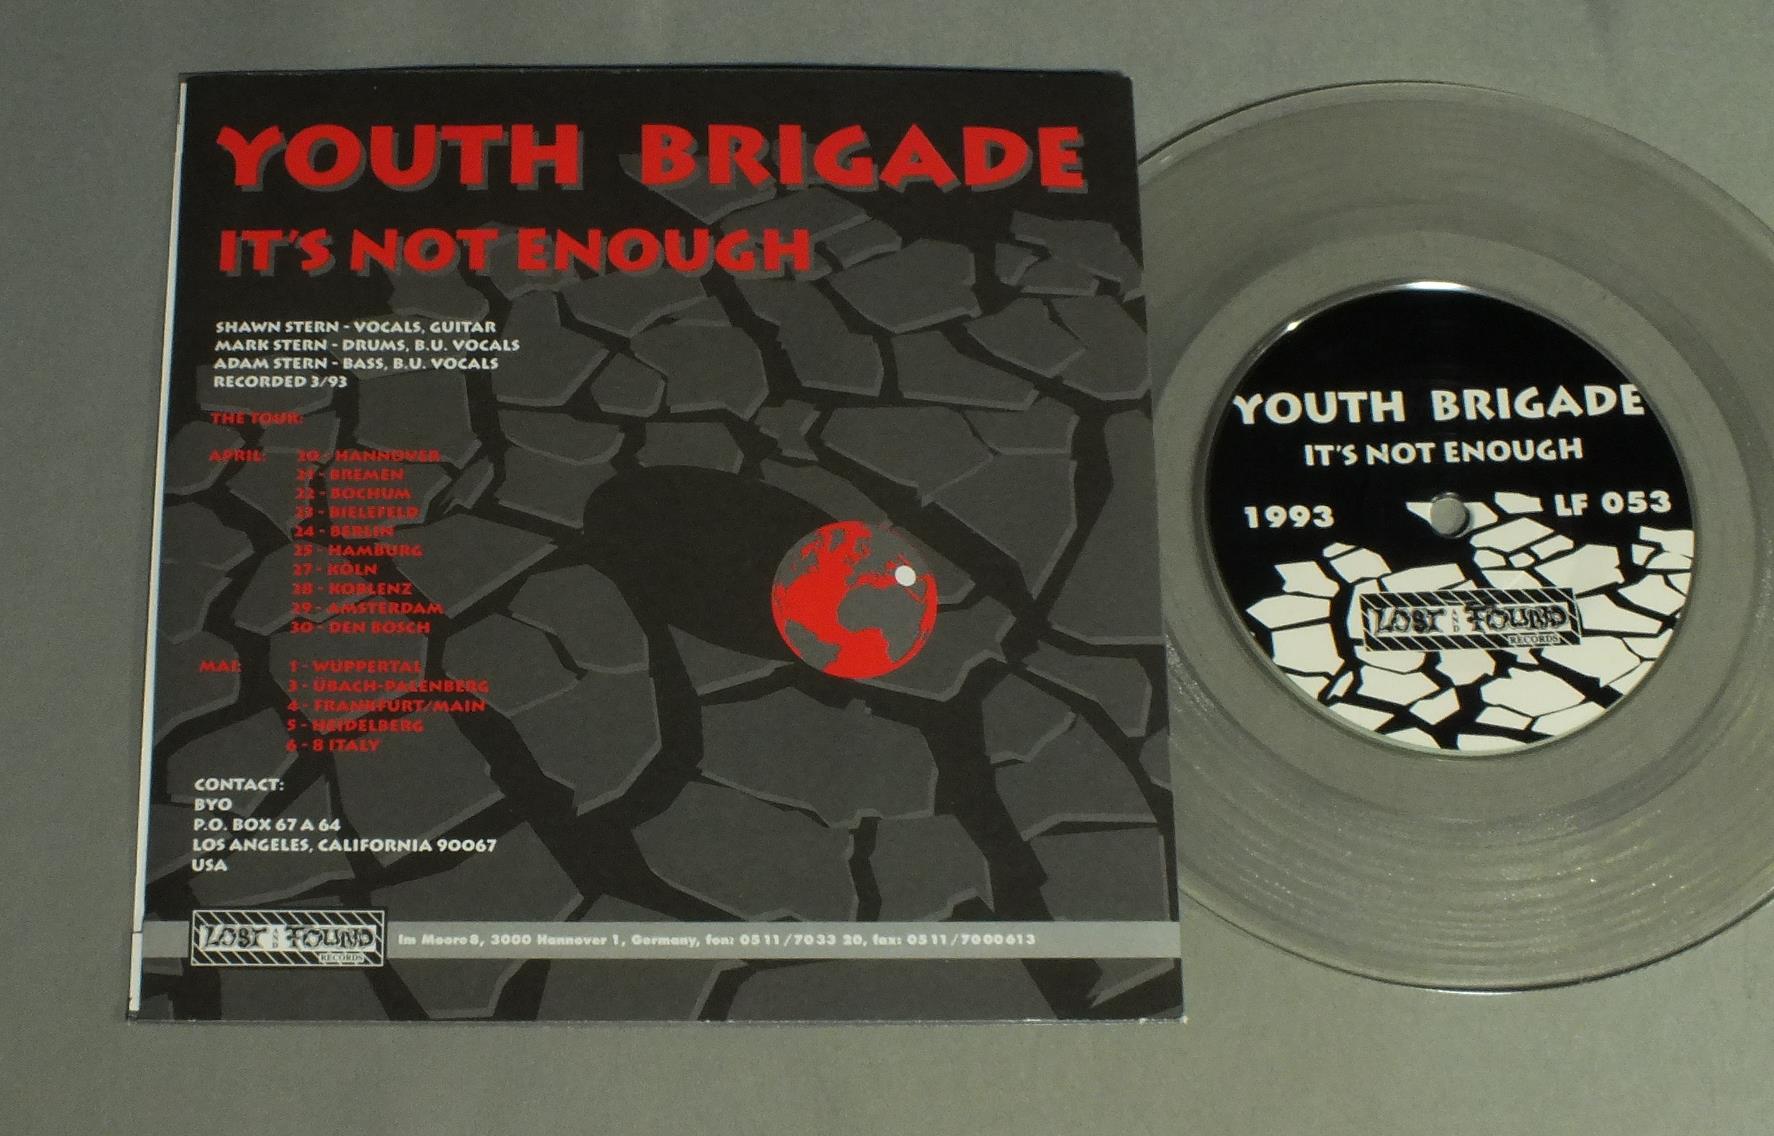 YOUTH BRIGADE
IT'S NOT ENOUGH
SHAWN STERN - VOCALS, GUITAR
MARK STERN - DRUMS, B.U. VOCALS
ADAM STERN - BASS, B.U. VOCALS
RECORDED 3/93
THE TOUR:
APRIL: 20 - HANNOVER
21 - BREMEN
22 - BOCHUM
23 - BIELEFELD
24 - BERLIN
25 - HAMBURG
27 - KÖLN
28 - KOBLENZ
29 - AMSTERDAM
30 - DEN BOSCH
MAI: 1 - WUPPERTAL
3 - ÜBACH-PALENBERG
4 - FRANKFURT/MAIN
5 - HEIDELBERG
6 - 8 ITALY
CONTACT:
BYO
P.O. BOX 67 A 64
LOS ANGELES, CALIFORNIA 90067
USA
LOST AND FOUND
RECORDS
Im Moore 8, 3000 Hannover 1, Germany, fon: 0511/7033 20, fax: 0511/7000613
YOUTH BRIGADE
IT'S NOT ENOUGH
1993 LF 053
LOST AND FOUND
RECORDS